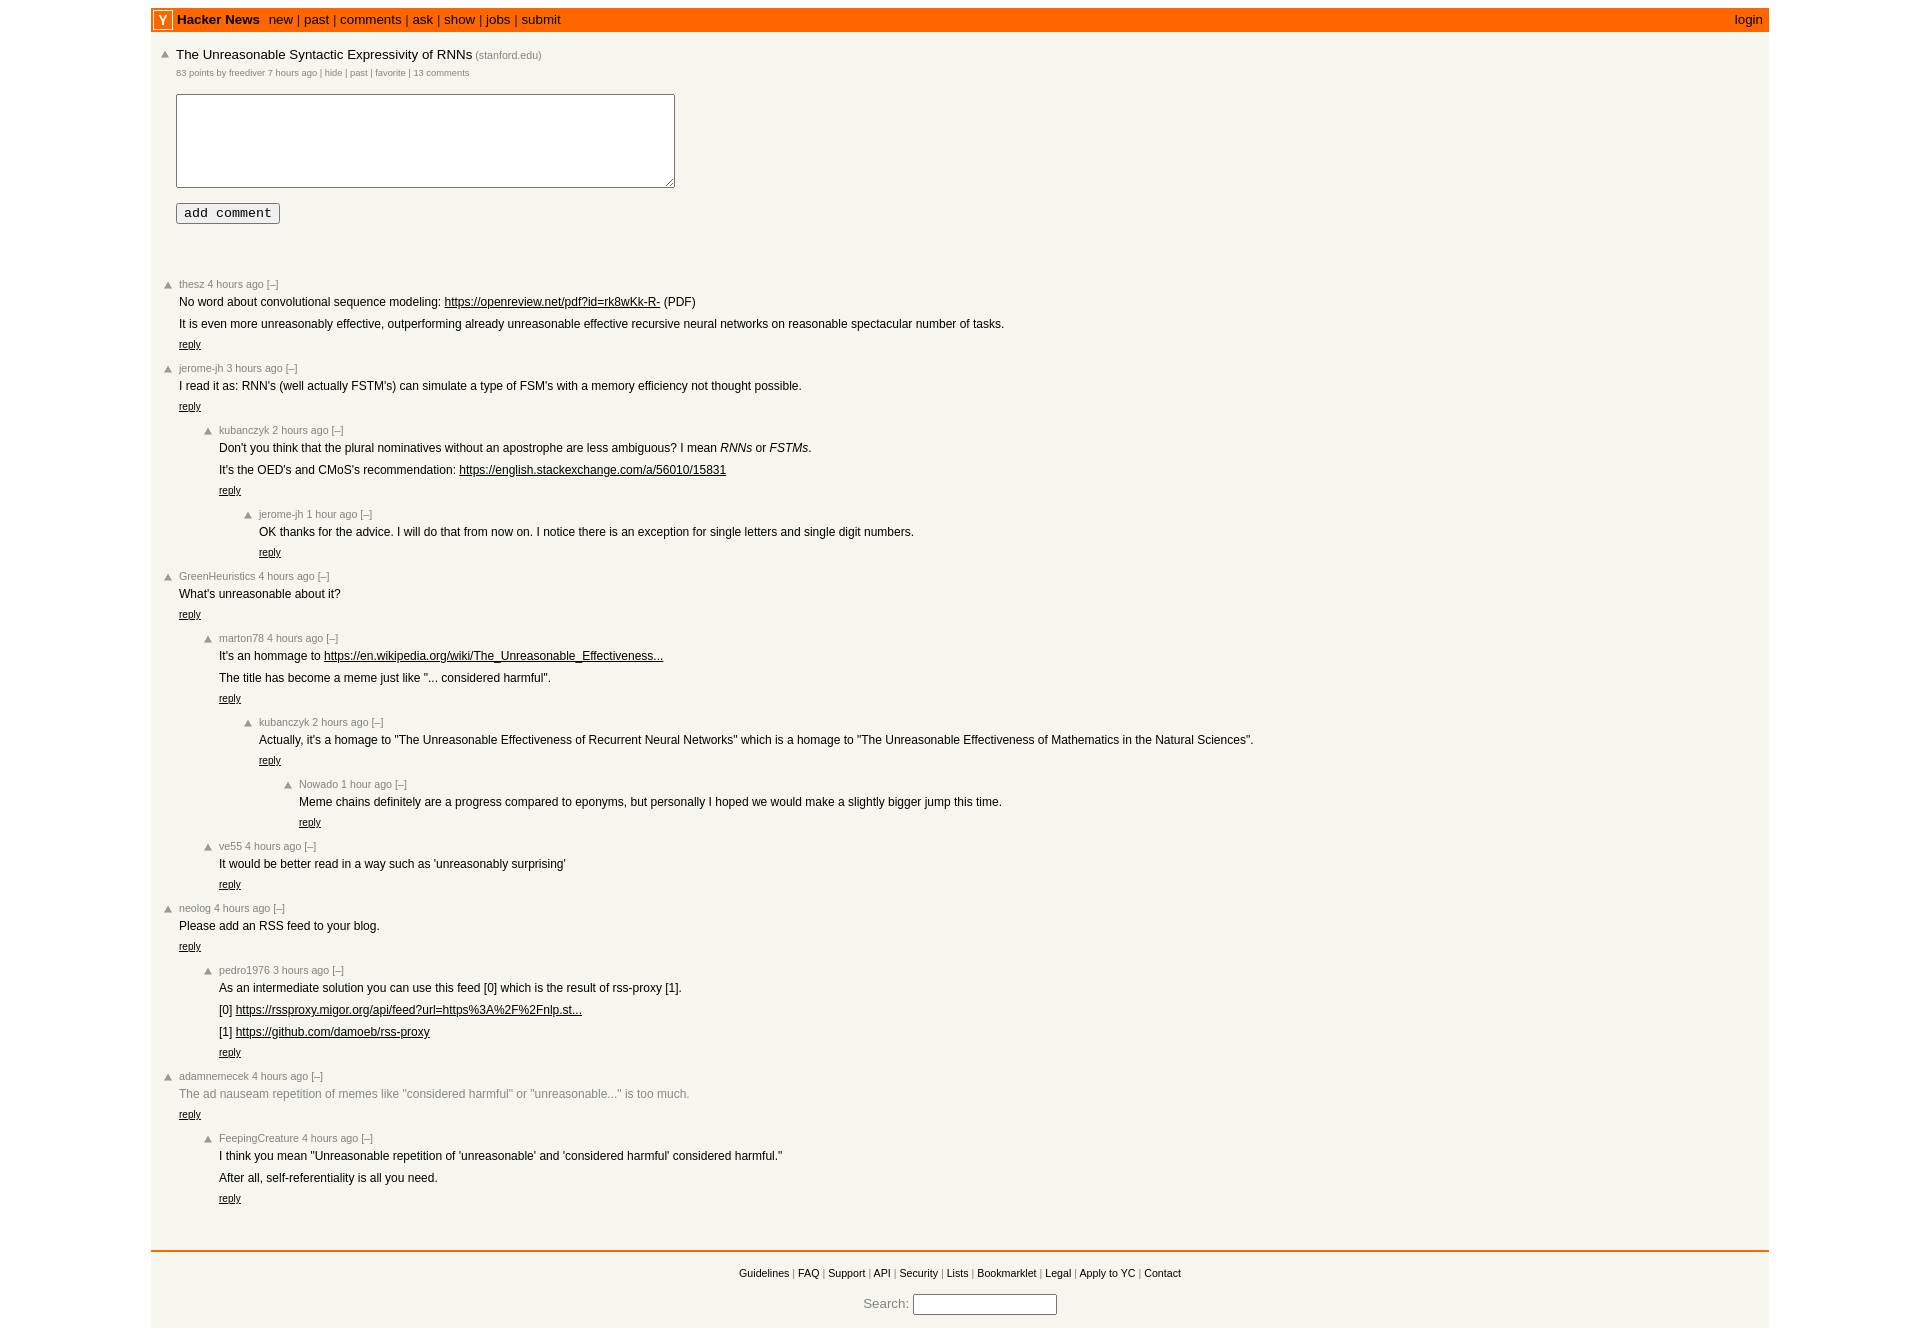 Y Hacker News new | past | comments | ask | show | jobs | submit login
The Unreasonable Syntactic Expressivity of RNNs (stanford.edu)
83 points by freediver 7 hours ago | hide | past | favorite | 13 comments
add comment
thesz 4 hours ago [–]
No word about convolutional sequence modeling: https://openreview.net/pdf?id=rk8wKk-R- (PDF)
It is even more unreasonably effective, outperforming already unreasonable effective recursive neural networks on reasonable spectacular number of tasks.
reply
jerome-jh 3 hours ago [–]
I read it as: RNN's (well actually FSTM's) can simulate a type of FSM's with a memory efficiency not thought possible.
reply
kubanczyk 2 hours ago [–]
Don't you think that the plural nominatives without an apostrophe are less ambiguous? I mean RNNs or FSTMs.
It's the OED's and CMoS's recommendation: https://english.stackexchange.com/a/56010/15831
reply
jerome-jh 1 hour ago [–]
OK thanks for the advice. I will do that from now on. I notice there is an exception for single letters and single digit numbers.
reply
GreenHeuristics 4 hours ago [–]
What's unreasonable about it?
reply
marton78 4 hours ago [–]
It's an hommage to https://en.wikipedia.org/wiki/The_Unreasonable_Effectiveness...
The title has become a meme just like "... considered harmful".
reply
kubanczyk 2 hours ago [–]
Actually, it's a homage to "The Unreasonable Effectiveness of Recurrent Neural Networks" which is a homage to "The Unreasonable Effectiveness of Mathematics in the Natural Sciences".
reply
Nowado 1 hour ago [–]
Meme chains definitely are a progress compared to eponyms, but personally I hoped we would make a slightly bigger jump this time.
reply
ve55 4 hours ago [–]
It would be better read in a way such as 'unreasonably surprising'
reply
neolog 4 hours ago [–]
Please add an RSS feed to your blog.
reply
pedro1976 3 hours ago [–]
As an intermediate solution you can use this feed [0] which is the result of rss-proxy [1].
[0] https://rssproxy.migor.org/api/feed?url=https%3A%2F%2Fnlp.st...
[1] https://github.com/damoeb/rss-proxy
reply
adamnemecek 4 hours ago [–]
The ad nauseam repetition of memes like "considered harmful" or "unreasonable..." is too much.
reply
FeepingCreature 4 hours ago [–]
I think you mean "Unreasonable repetition of 'unreasonable' and 'considered harmful' considered harmful."
After all, self-referentiality is all you need.
reply
Guidelines | FAQ | Support | API | Security | Lists | Bookmarklet | Legal | Apply to YC | Contact
Search: